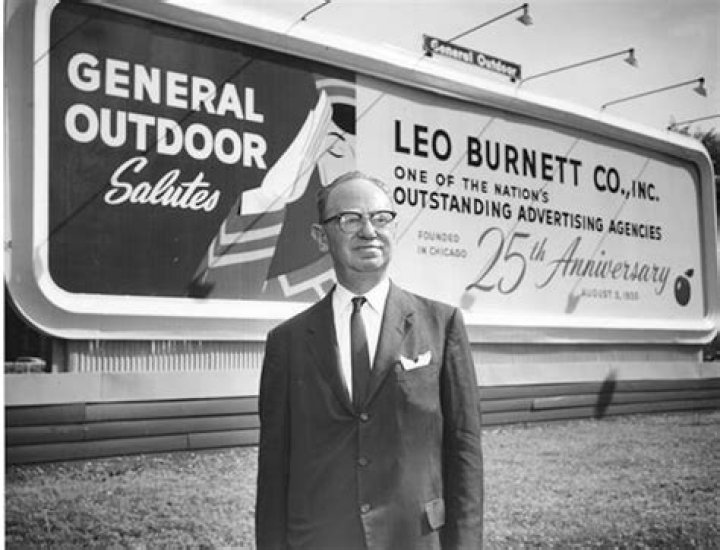 General Outdoor
GENERAL
OUTDOOR
Salutes
LEO BURNETT CO., INC.
ONE OF THE NATION'S
OUTSTANDING ADVERTISING AGENCIES
FOUNDED
IN CHICAGO
25th Anniversary
AUGUST 5,